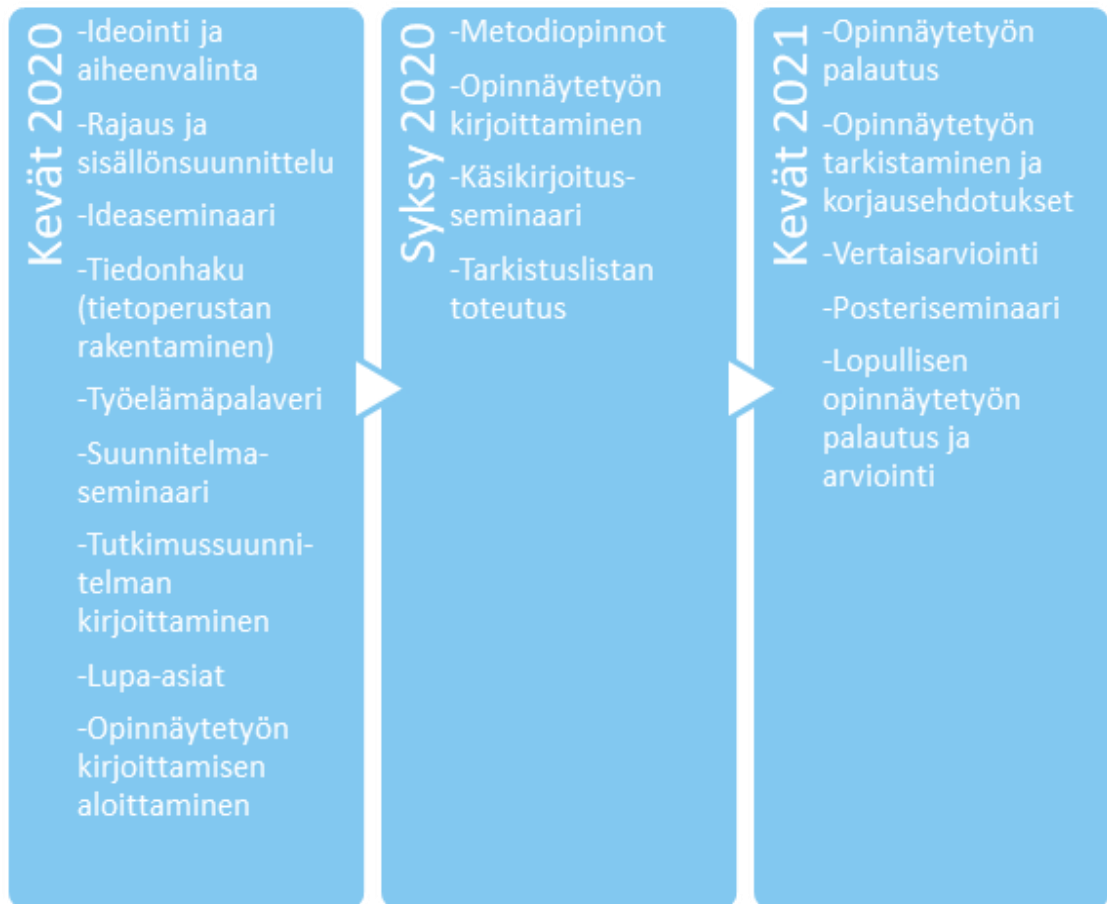 Kevät 2020
-Ideointi ja
aiheenvalinta
-Rajaus ja
sisällönsuunnittelu
-Ideaseminaari
-Tiedonhaku
(tietoperustan
rakentaminen)
-Työelämäpalaveri
-Suunnitelma-
seminaari
-Tutkimussuunni-
telman
kirjoittaminen
-Lupa-asiat
-Opinnäytetyön
kirjoittamisen
aloittaminen
Syksy 2020
-Metodiopinnot
-Opinnäytetyön
kirjoittaminen
-Käsikirjoitus-
seminaari
-Tarkistuslistan
toteutus
Kevät 2021
-Opinnäytetyön
palautus
-Opinnäytetyön
tarkistaminen ja
korjausehdotukset
-Vertaisarviointi
-Posteriseminaari
-Lopullisen
opinnäytetyön
palautus ja
arviointi